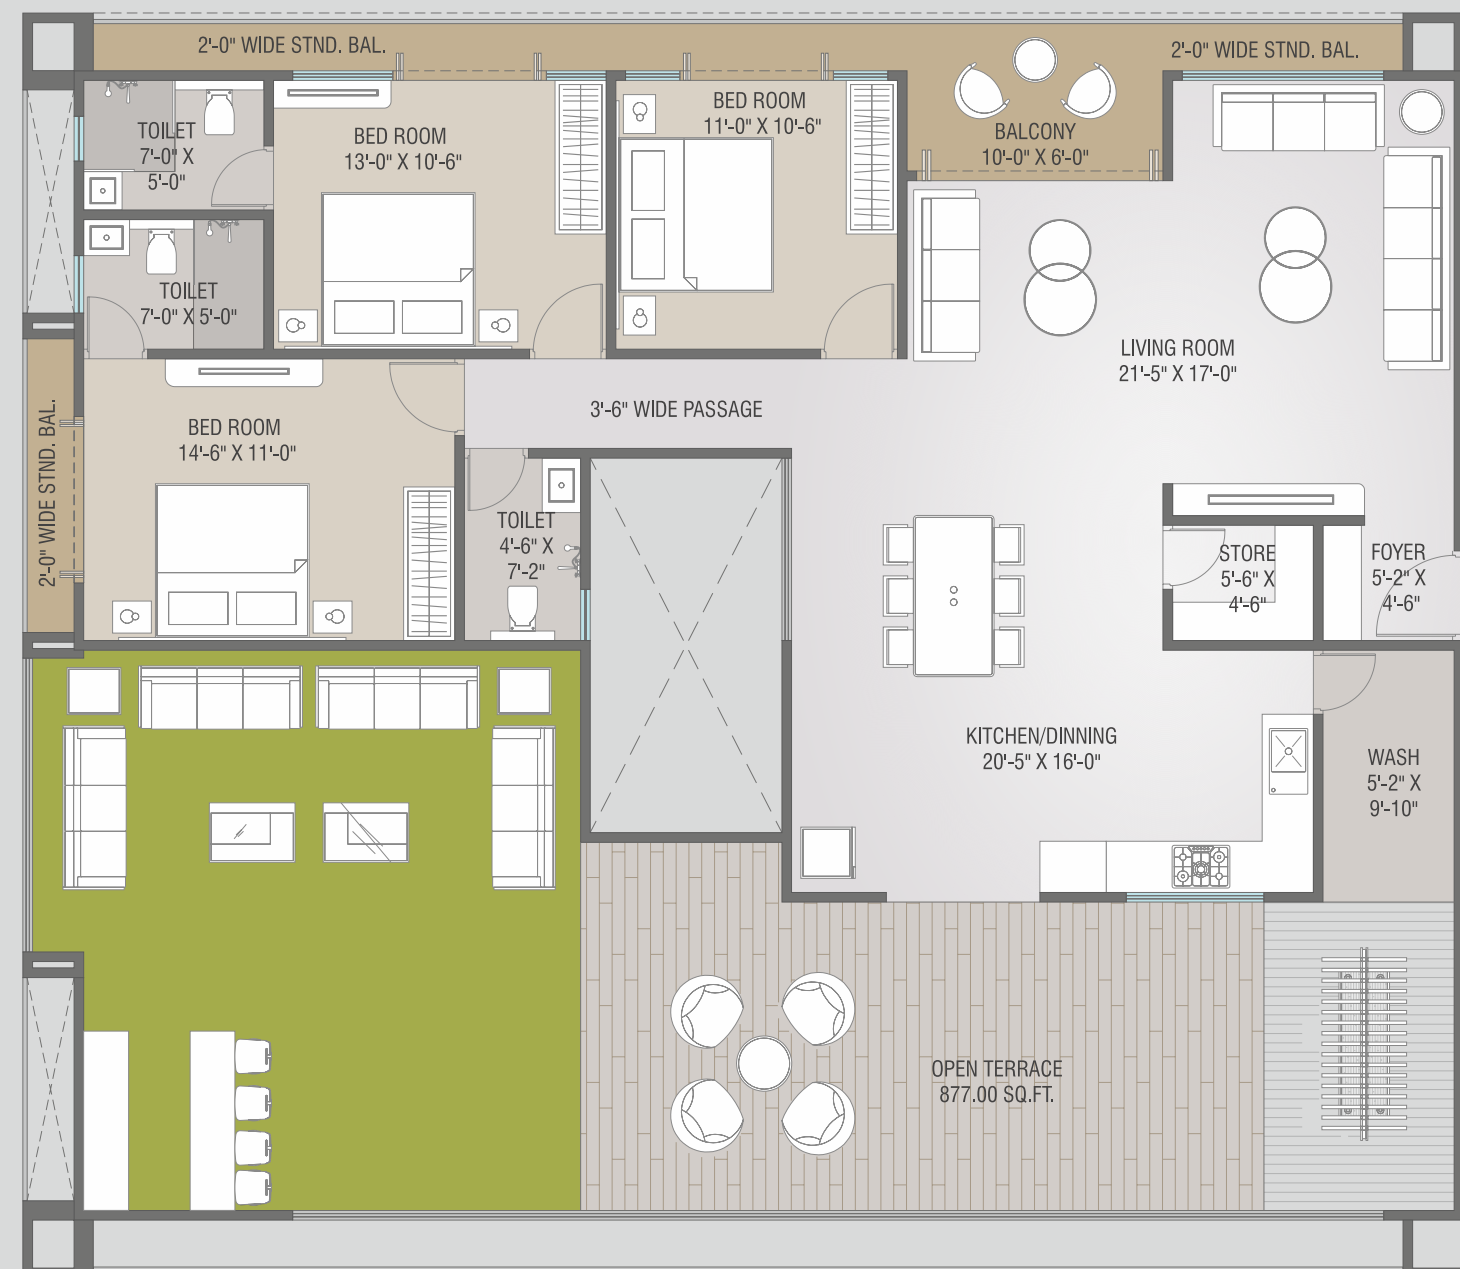 2'-0" WIDE STND. BAL.
2'-0" WIDE STND. BAL.
BED ROOM
11'-0" X 10'-6"
TOILET
7'-0" X
5'-0"
BED ROOM
13'-0" X 10'-6"
BALCONY
10'-0" X 6'-0"
TOILET
7'-0" X 5'-0"
LIVING ROOM
21'-5" X 17'-0"
3'-6" WIDE PASSAGE
BED ROOM
14'-6" X 11'-0"
2'-0" WIDE STND. BAL.
TOILET
4'-6" X
7'-2"
STORE
5'-6" X
4'-6"
FOYER
5'-2" X
4'-6"
KITCHEN/DINNING
20'-5" X 16'-0"
WASH
5'-2" X
9'-10"
OPEN TERRACE
877.00 SQ.FT.